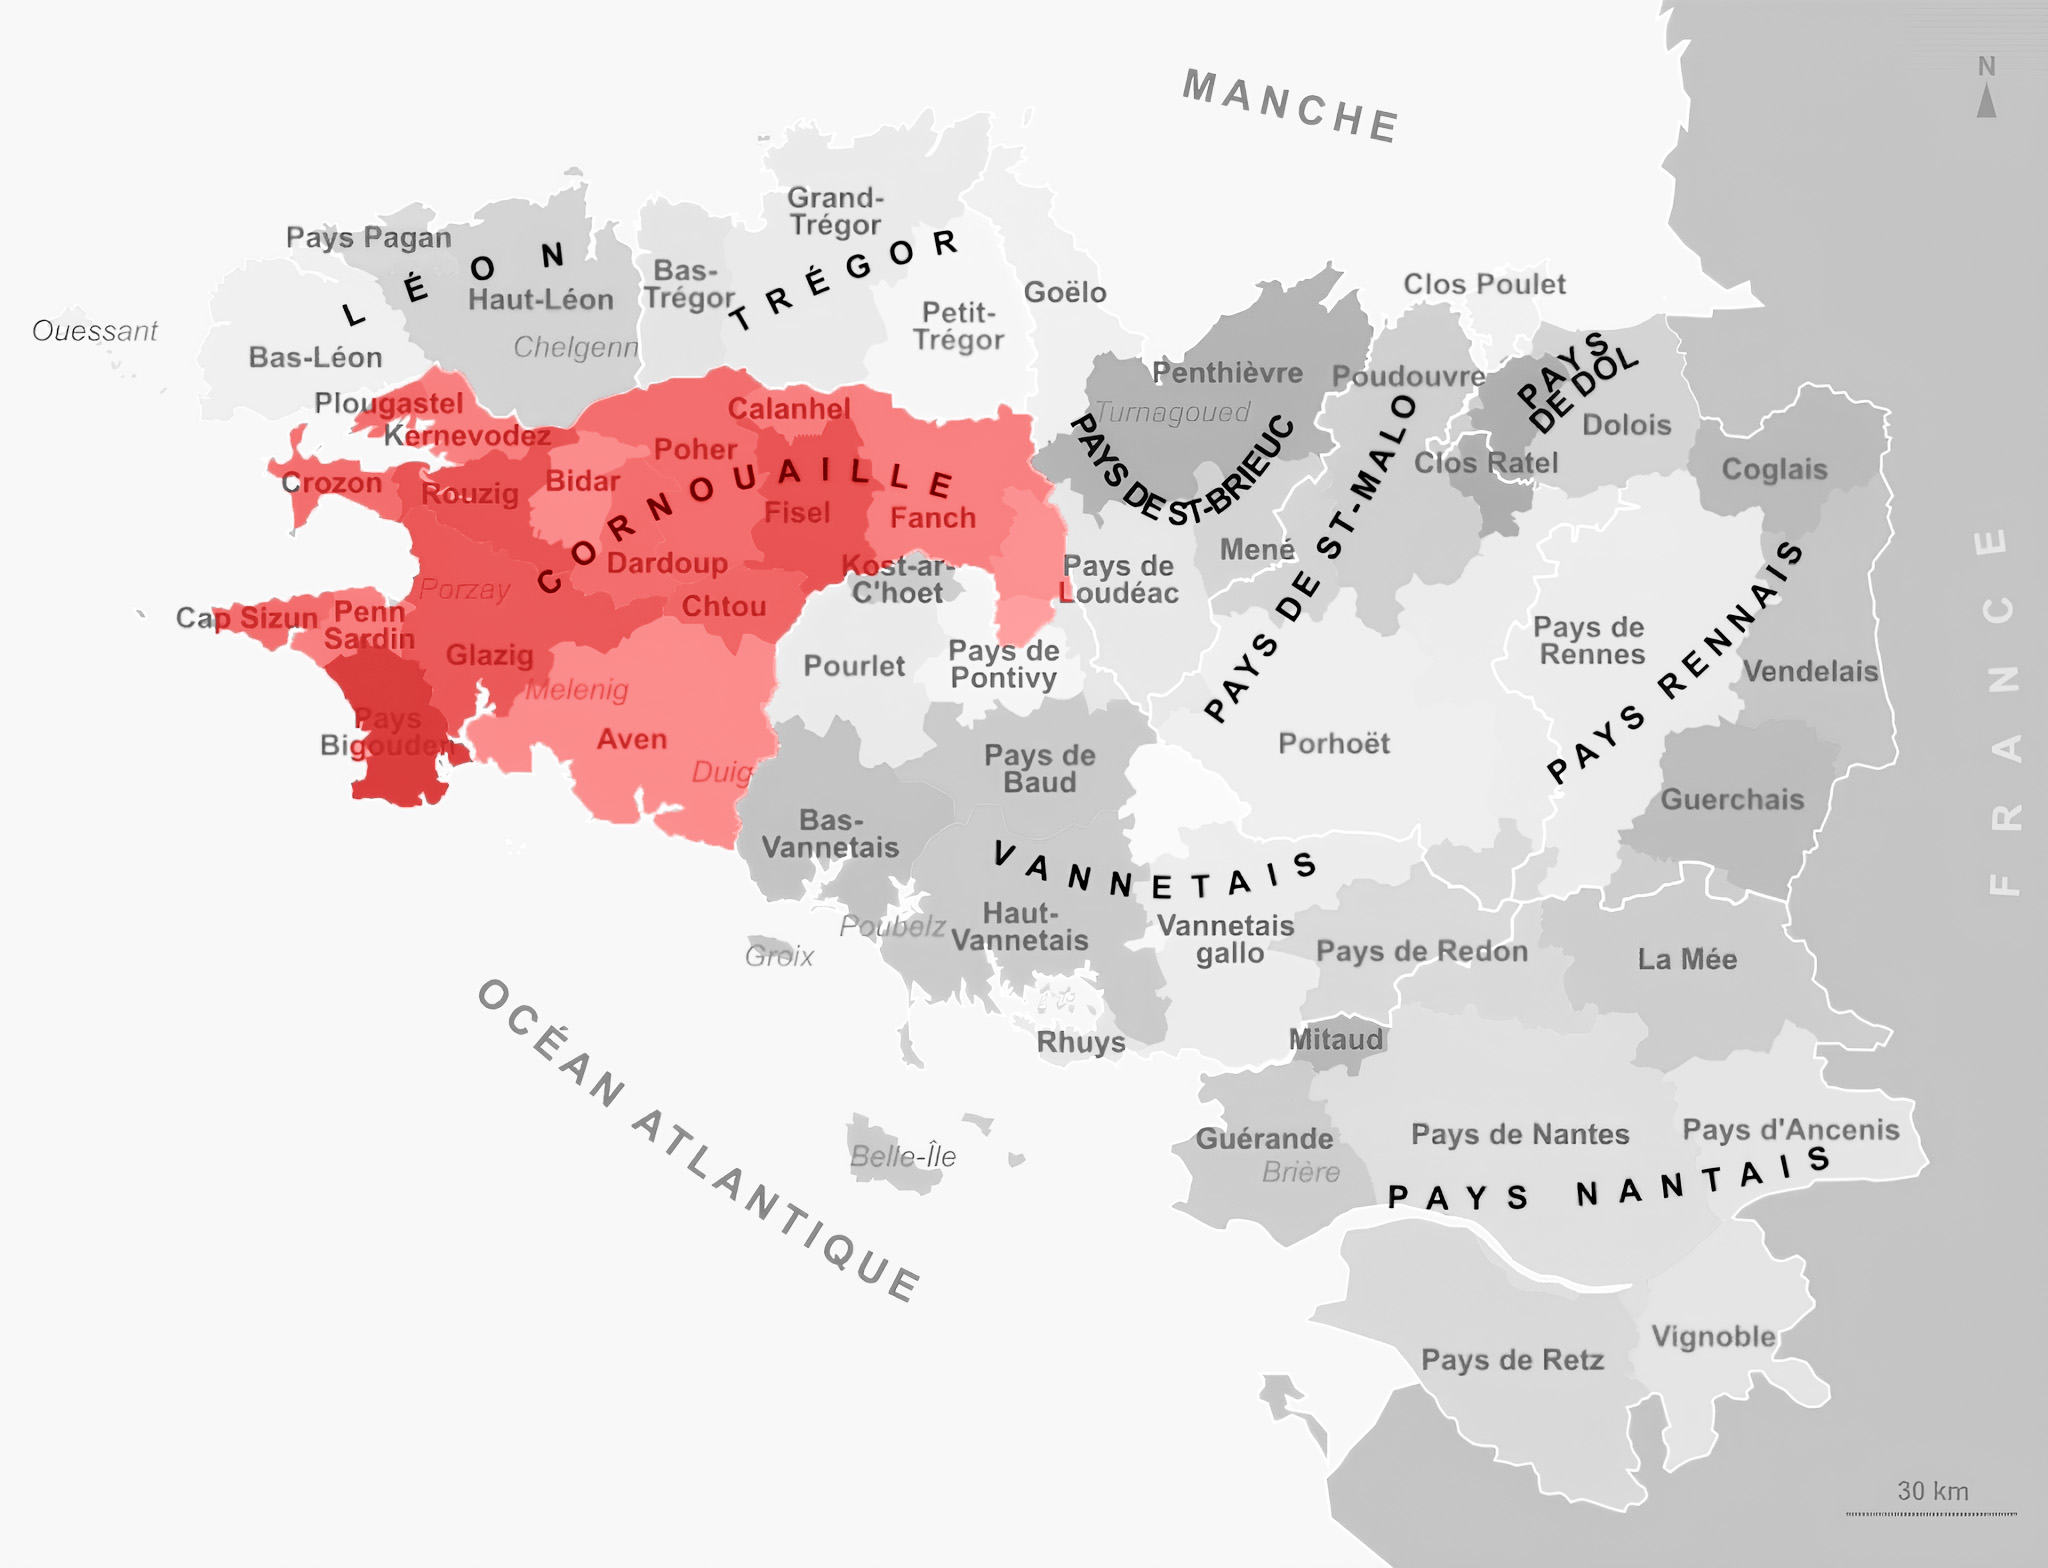 MANCHE
N
Grand-
Trégor
Pays Pagan
LÉON
TRÉGOR
Bas-
Trégor
Haut-Léon
Goëlo
Clos Poulet
Ouessant
Petit-
Trégor
Chelgenn
Bas-Léon
PAYS
DE DOL
Penthièvre
Poudouvre
Plougastel
Calanhel
Turnagoued
Dolois
Kernevodez
Poher
PAYS DE ST-BRIEUC
PAYS DE ST-MALO
Clos Ratel
Coglais
Crozon
Rouzig
Bidar
CORNOUAILLE
Fisel
Fanch
Mené
Dardoup
Kost-ar-
C'hoet
Pays de
Loudéac
FRANCE
Porzay
Chtou
Cap Sizun
Penn
Sardin
Pays de
Rennes
PAYS RENNAIS
Glazig
Pourlet
Pays de
Pontivy
Vendelais
Melenig
Pays
Bigouden
Aven
Porhoët
Duig
Pays de
Baud
Guerchais
Bas-
Vannetais
VANNETAIS
Haut-
Vannetais
Vannetais
gallo
Poubelz
Groix
Pays de Redon
La Mée
OCÉAN ATLANTIQUE
Rhuys
Mitaud
Guérande
Brière
Pays de Nantes
Pays d'Ancenis
Belle-Île
PAYS NANTAIS
Pays de Retz
Vignoble
30 km